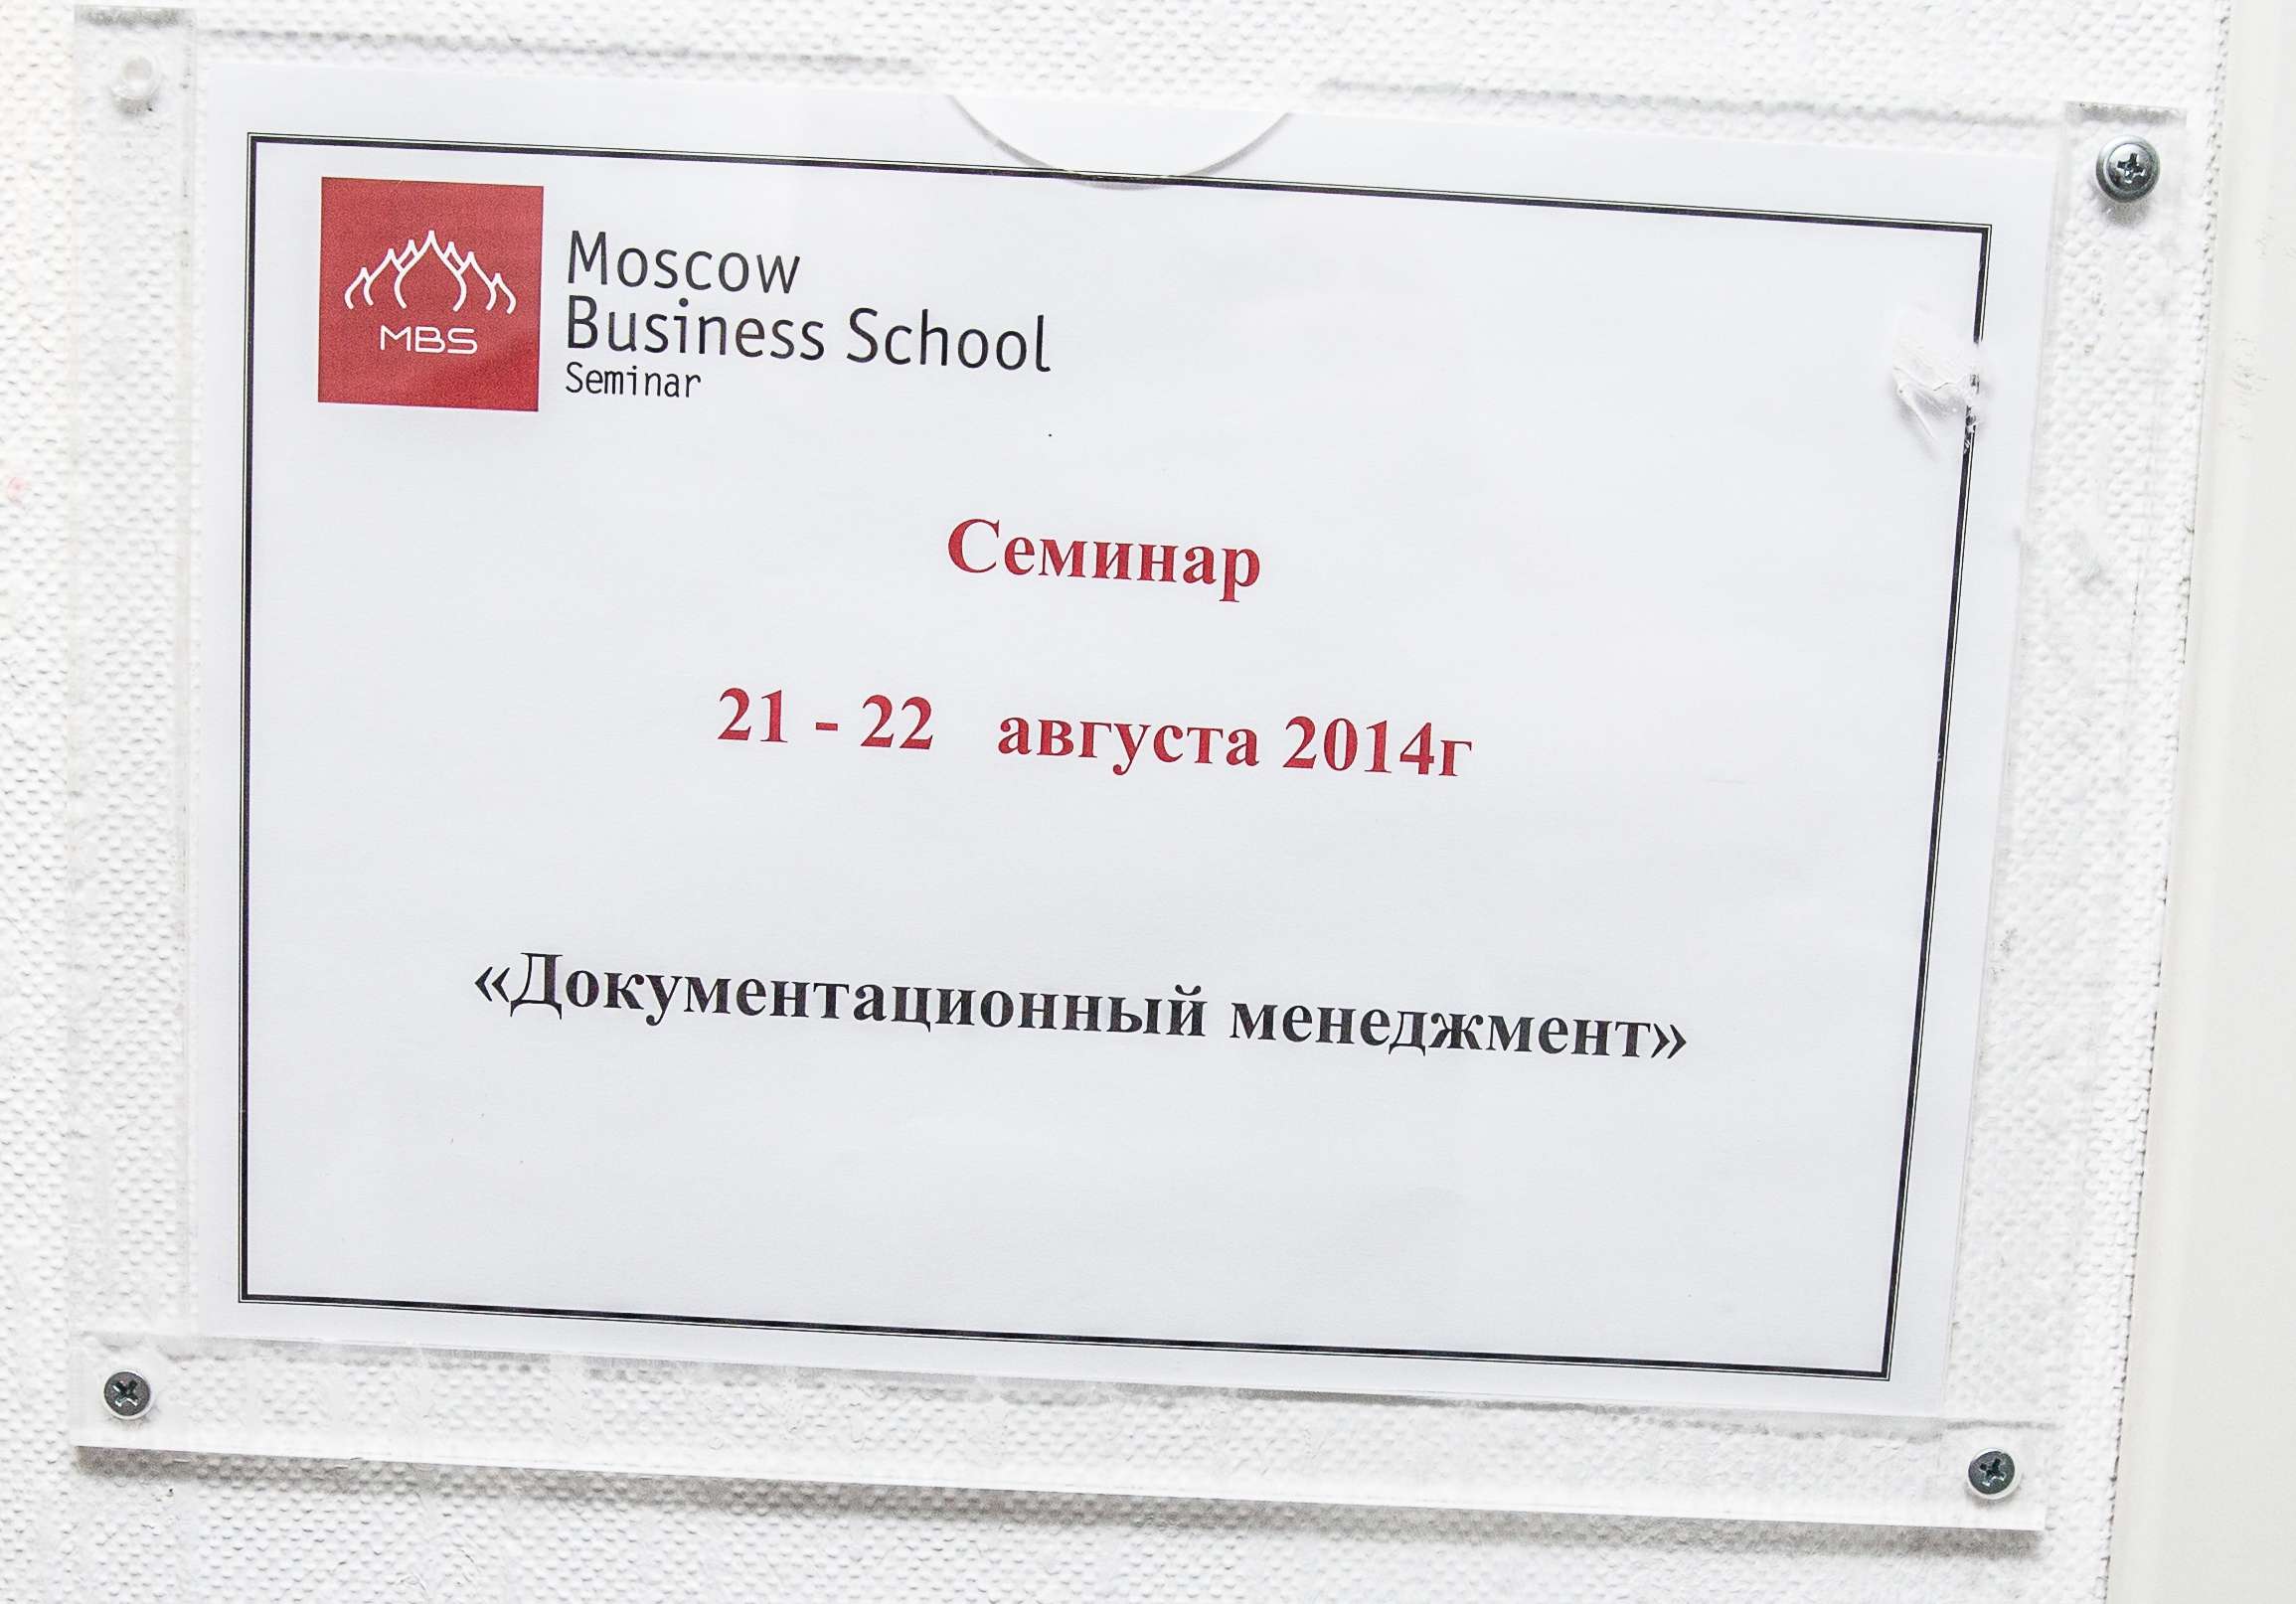 MBS
Moscow
Business School
Seminar
Семинар
21 - 22 августа 2014г
«Документационный менеджмент»